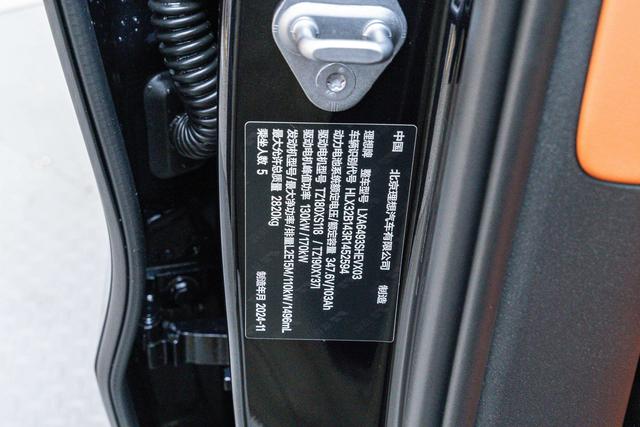 中国 北京理想汽车有限公司 制造
理想牌 整车型号 LXA6493SHEVX03
车辆识别代号 HLX32B143R1452594
动力电池系统额定电压/额定容量 347.6V/103Ah
驱动电机型号 TZ180XS118 / TZ190XY371
驱动电机峰值功率 130kW / 170kW
发动机型号/最大净功率/排量 L2E15M/110kW/1496mL
最大允许总质量 2820kg
乘坐人数 5 制造年月 2024-11